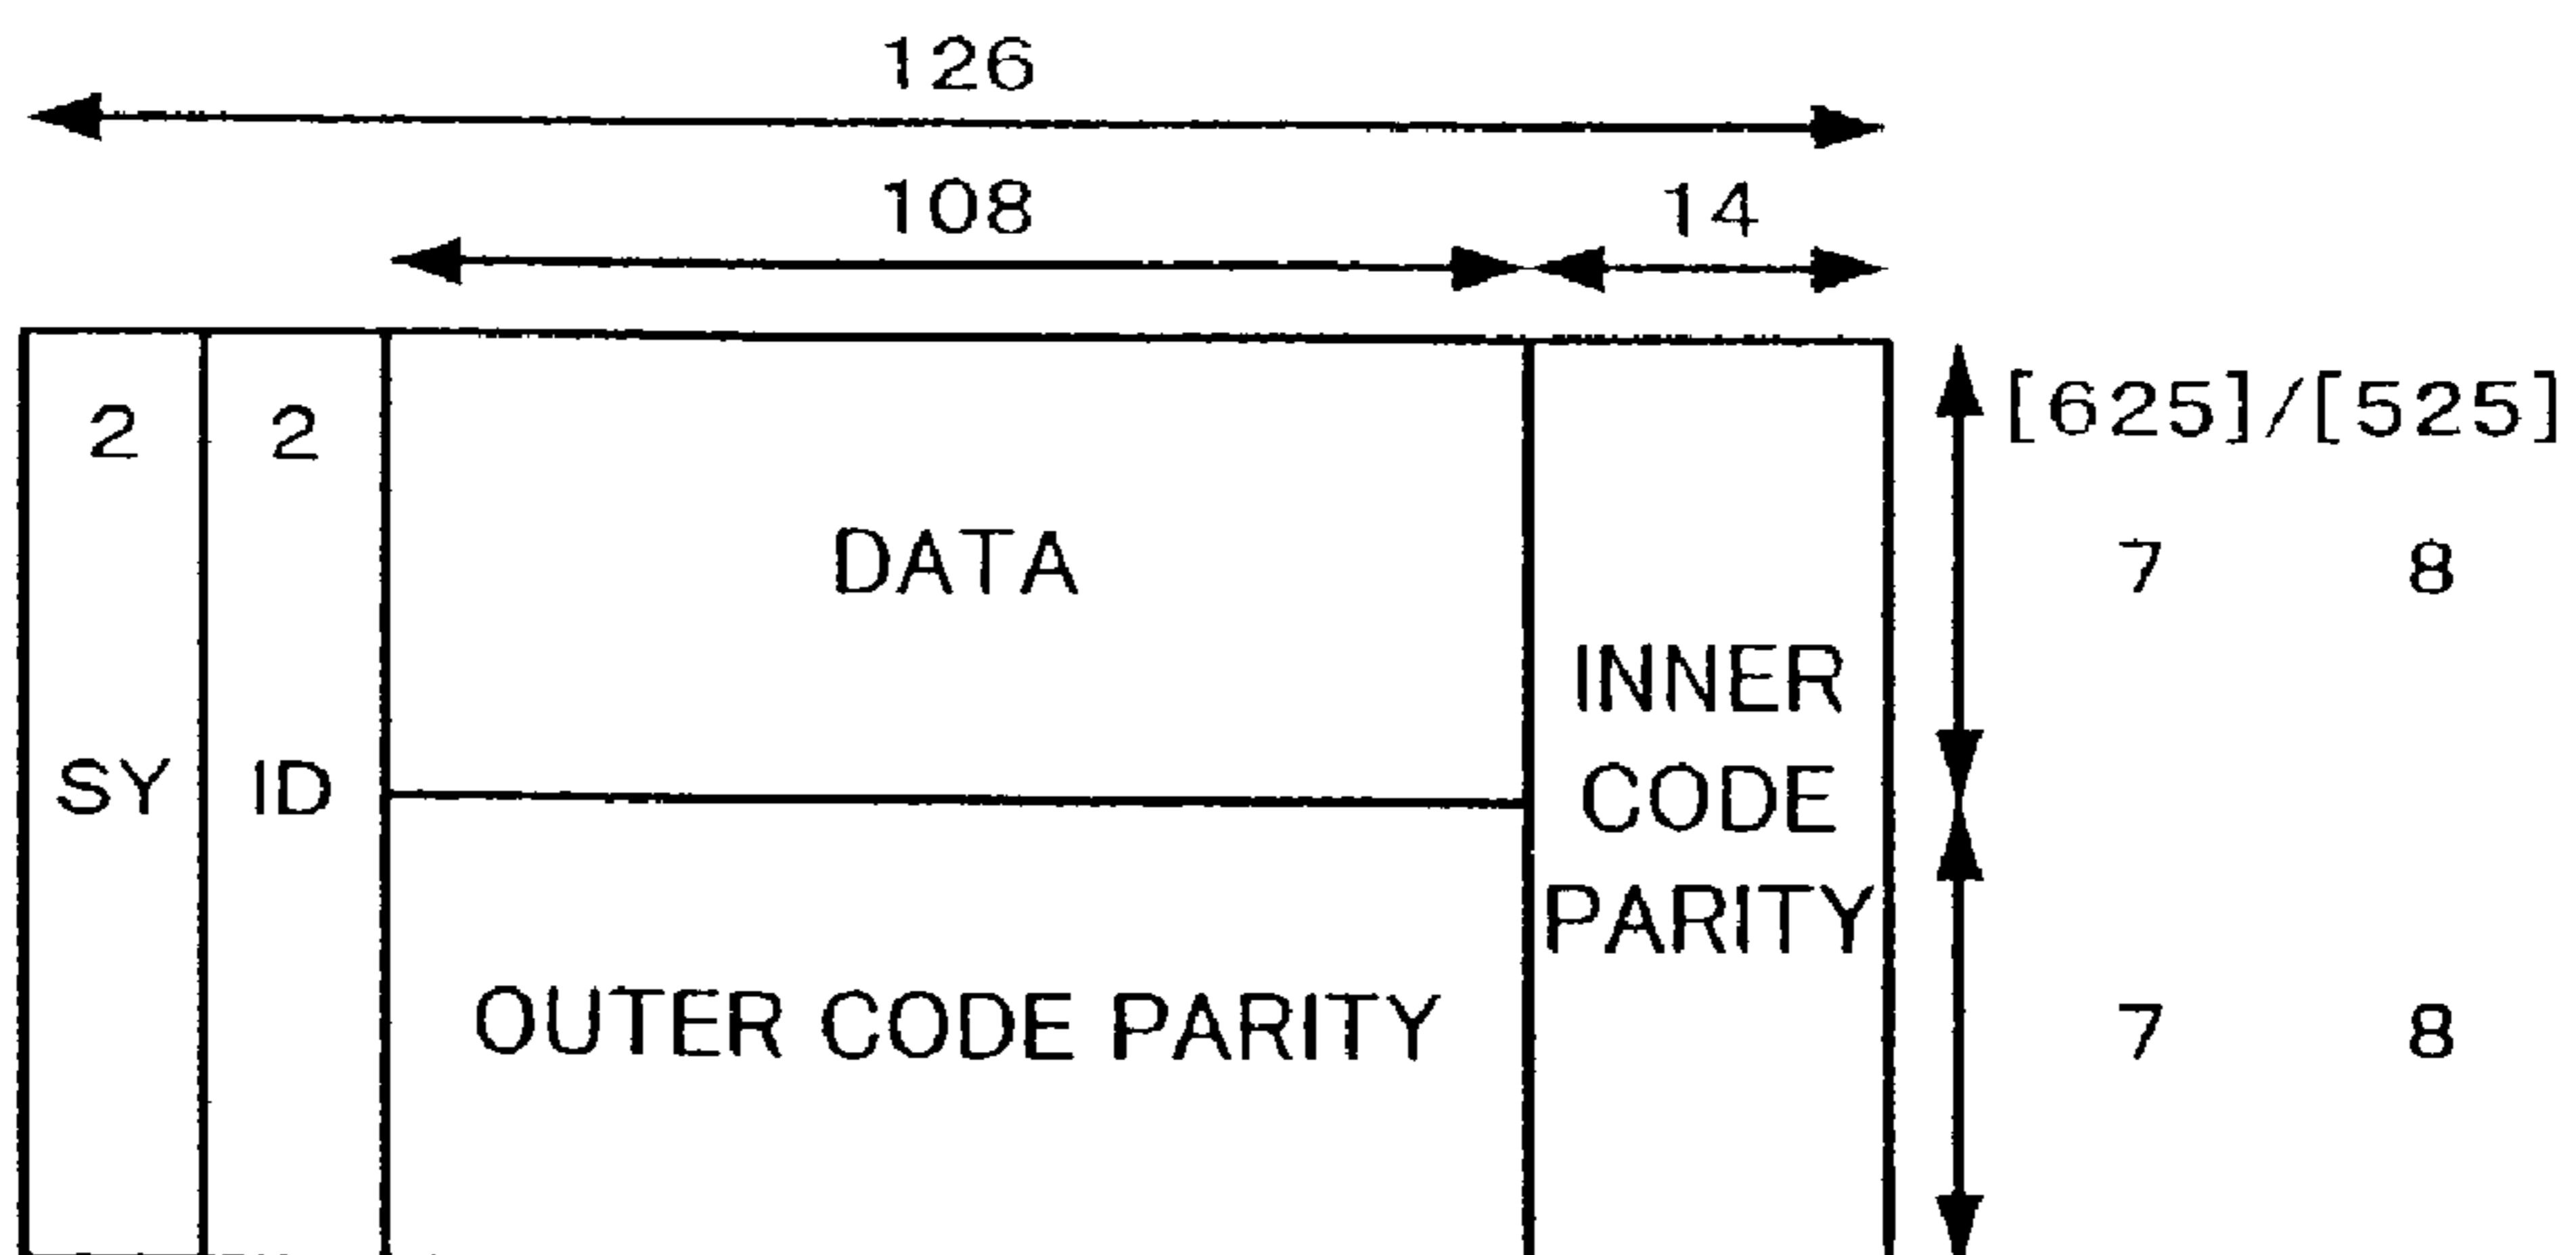 126
108 14
[625]/[525]
2 2
DATA 7 8
INNER
SY ID CODE
PARITY
OUTER CODE PARITY 7 8